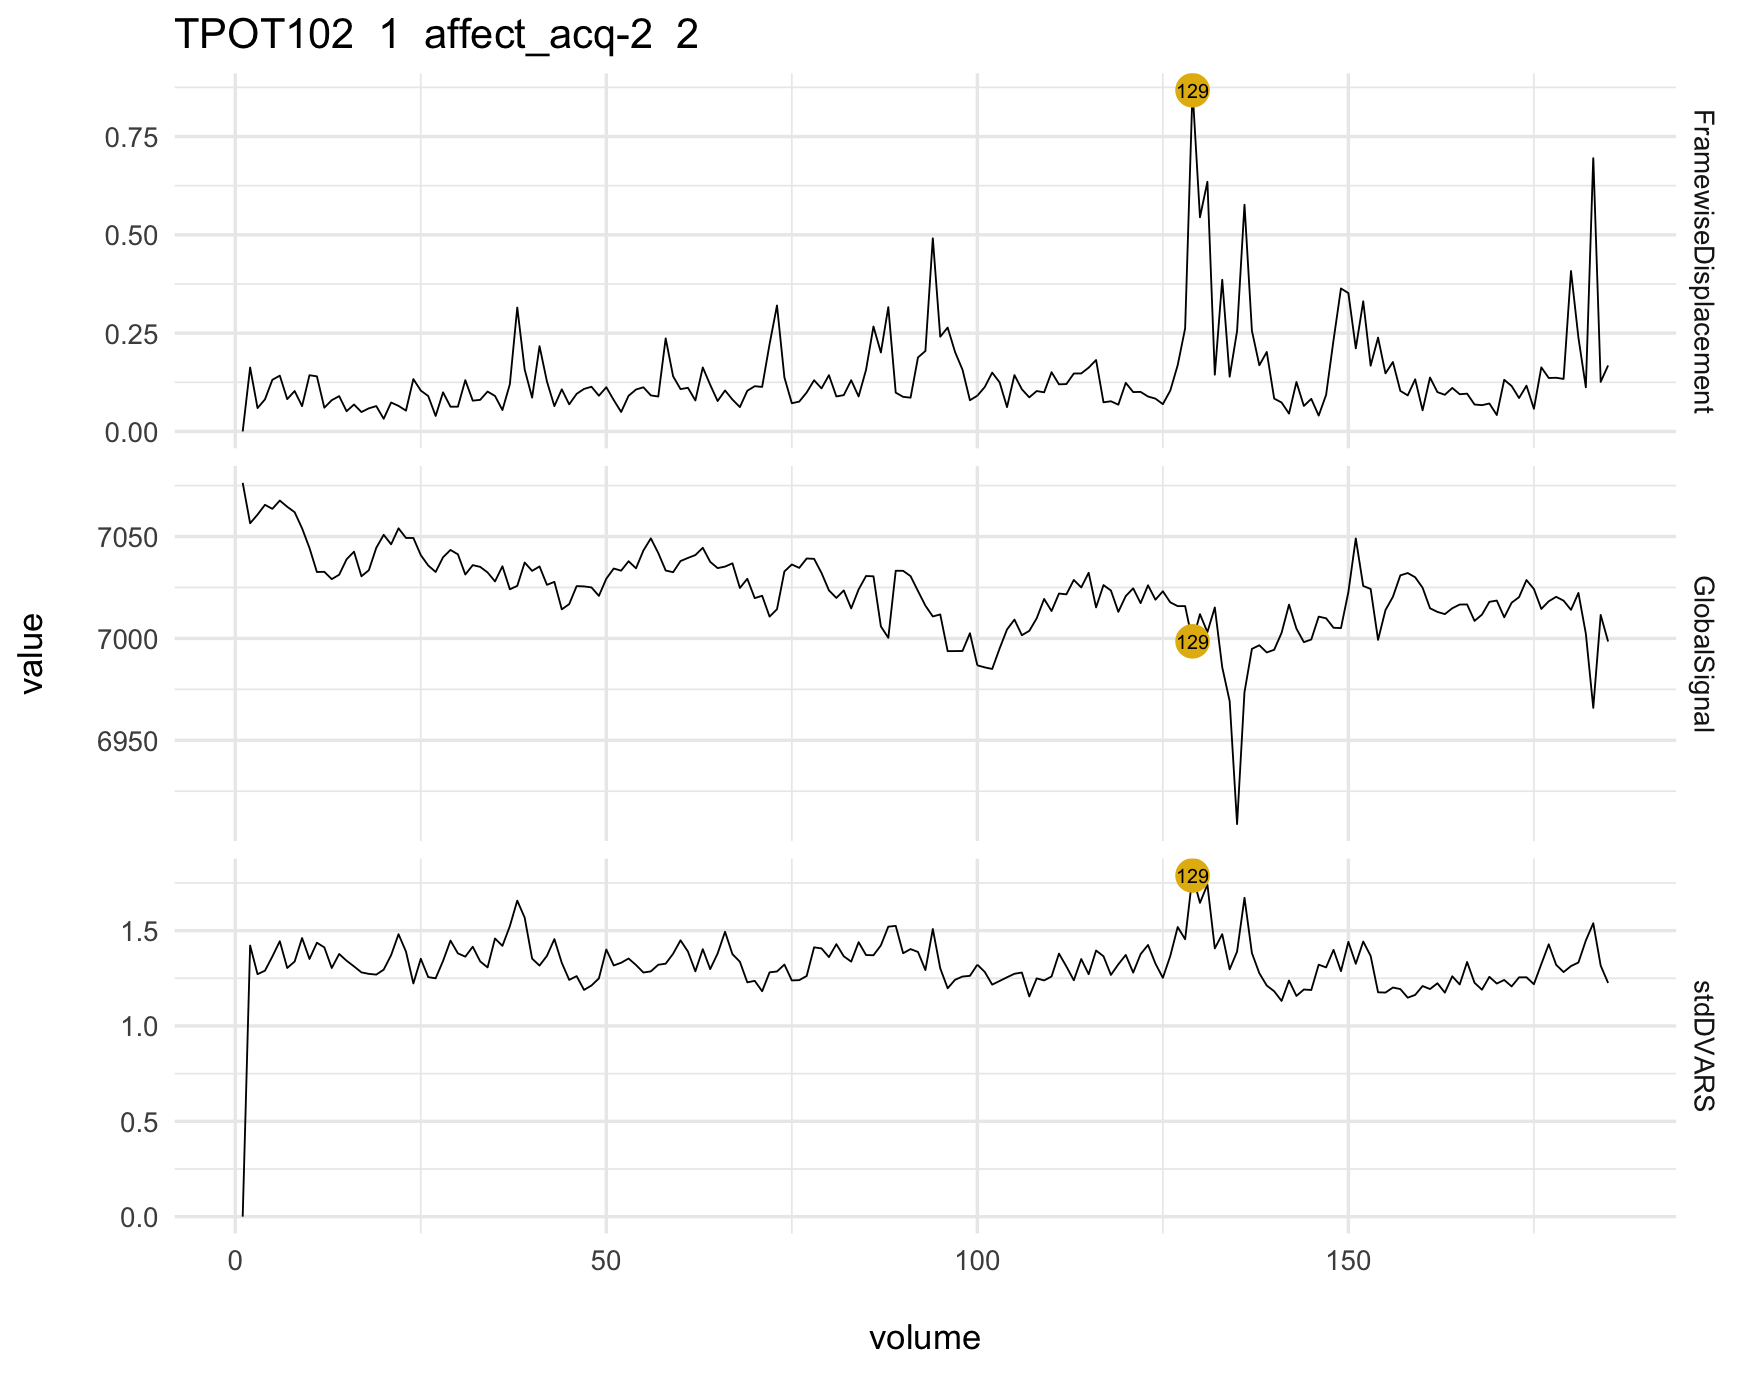 TPOT102 1 affect_acq-2 2
129
0.75
0.50
0.25
0.00
FramewiseDisplacement
7050
7000
6950
129
GlobalSignal
129
1.5
1.0
0.5
0.0
stdDVARS
0 50 100 150
value
volume